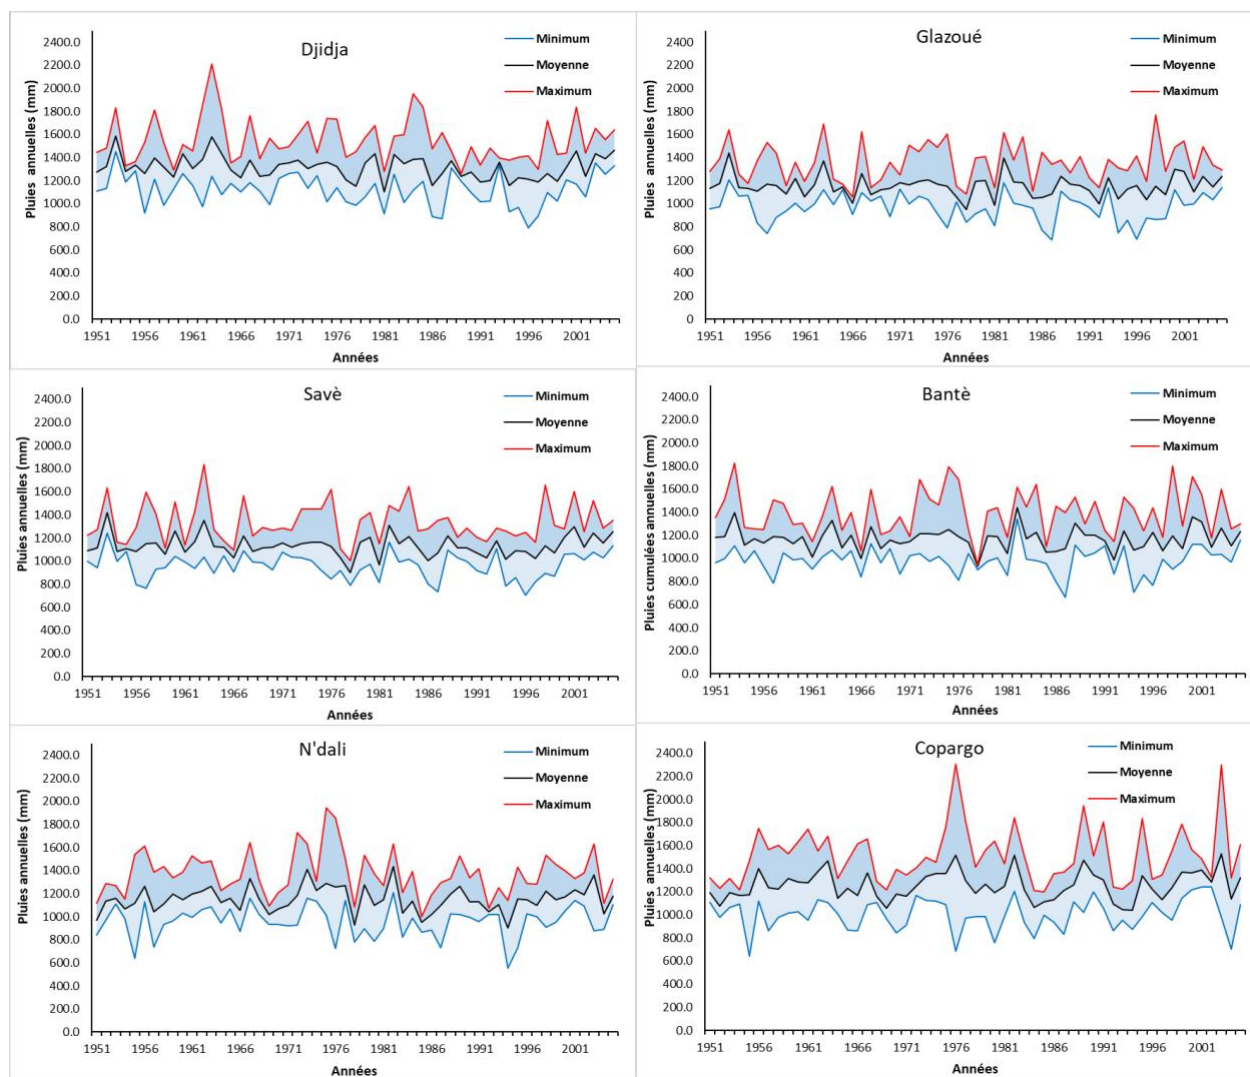 Djidja
Minimum
Moyenne
Maximum
Pluies annuelles (mm)
2400.0
2200.0
2000.0
1800.0
1600.0
1400.0
1200.0
1000.0
800.0
600.0
400.0
200.0
0.0
1951 1956 1961 1966 1971 1976 1981 1986 1991 1996 2001
Années
Glazoué
Minimum
Moyenne
Maximum
Pluies annuelles (mm)
2400
2200
2000
1800
1600
1400
1200
1000
800
600
400
200
0
1951 1956 1961 1966 1971 1976 1981 1986 1991 1996 2001
Années
Savè
Minimum
Moyenne
Maximum
Pluies annuelles (mm)
2400.0
2200.0
2000.0
1800.0
1600.0
1400.0
1200.0
1000.0
800.0
600.0
400.0
200.0
0.0
1951 1956 1961 1966 1971 1976 1981 1986 1991 1996 2001
Années
Bantè
Minimum
Moyenne
Maximum
Pluies cumulées annuelles (mm)
2400.0
2200.0
2000.0
1800.0
1600.0
1400.0
1200.0
1000.0
800.0
600.0
400.0
200.0
0.0
1951 1956 1961 1966 1971 1976 1981 1986 1991 1996 2001
Années
N'dali
Minimum
Moyenne
Maximum
Pluies annuelles (mm)
2400.0
2200.0
2000.0
1800.0
1600.0
1400.0
1200.0
1000.0
800.0
600.0
400.0
200.0
0.0
1951 1956 1961 1966 1971 1976 1981 1986 1991 1996 2001
Années
Copargo
Minimum
Moyenne
Maximum
Pluies annuelles (mm)
2400.0
2200.0
2000.0
1800.0
1600.0
1400.0
1200.0
1000.0
800.0
600.0
400.0
200.0
0.0
1951 1956 1961 1966 1971 1976 1981 1986 1991 1996 2001
Années